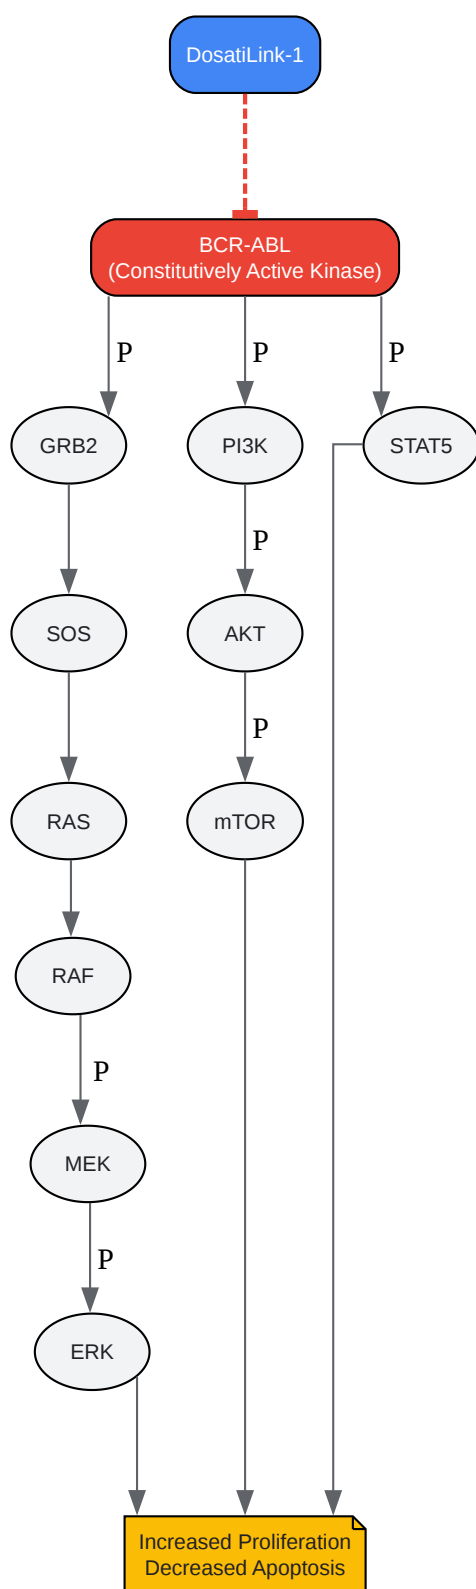 DosatiLink-1
BCR-ABL
(Constitutively Active Kinase)
P
P
P
GRB2
PI3K
STAT5
P
SOS
AKT
P
RAS
mTOR
RAF
P
MEK
P
ERK
Increased Proliferation
Decreased Apoptosis